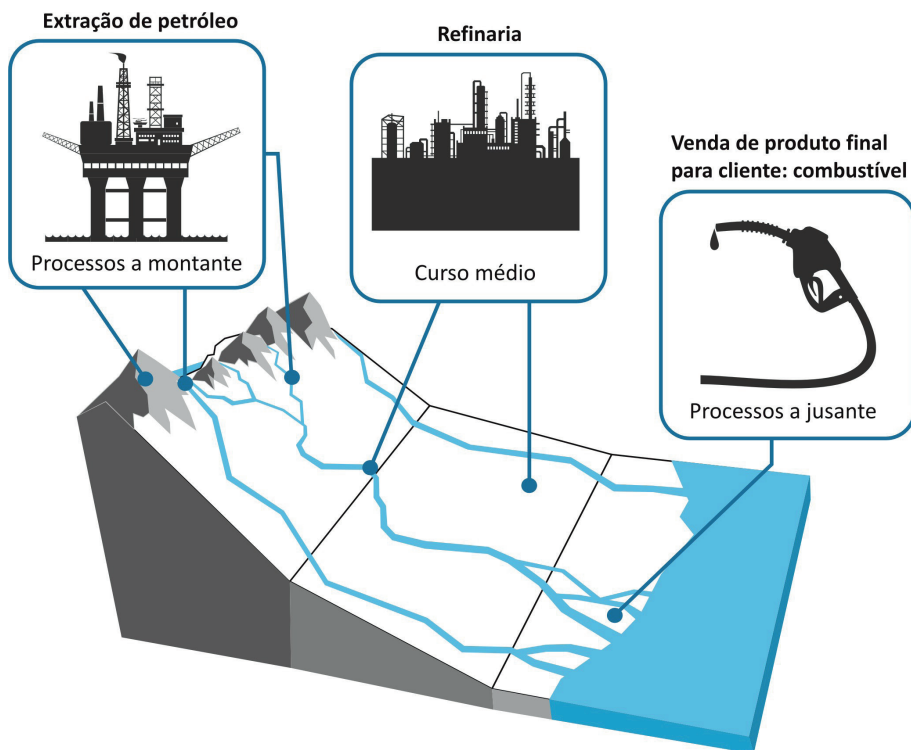 Extração de petróleo
Processos a montante
Refinaria
Curso médio
Venda de produto final
para cliente: combustível
Processos a jusante